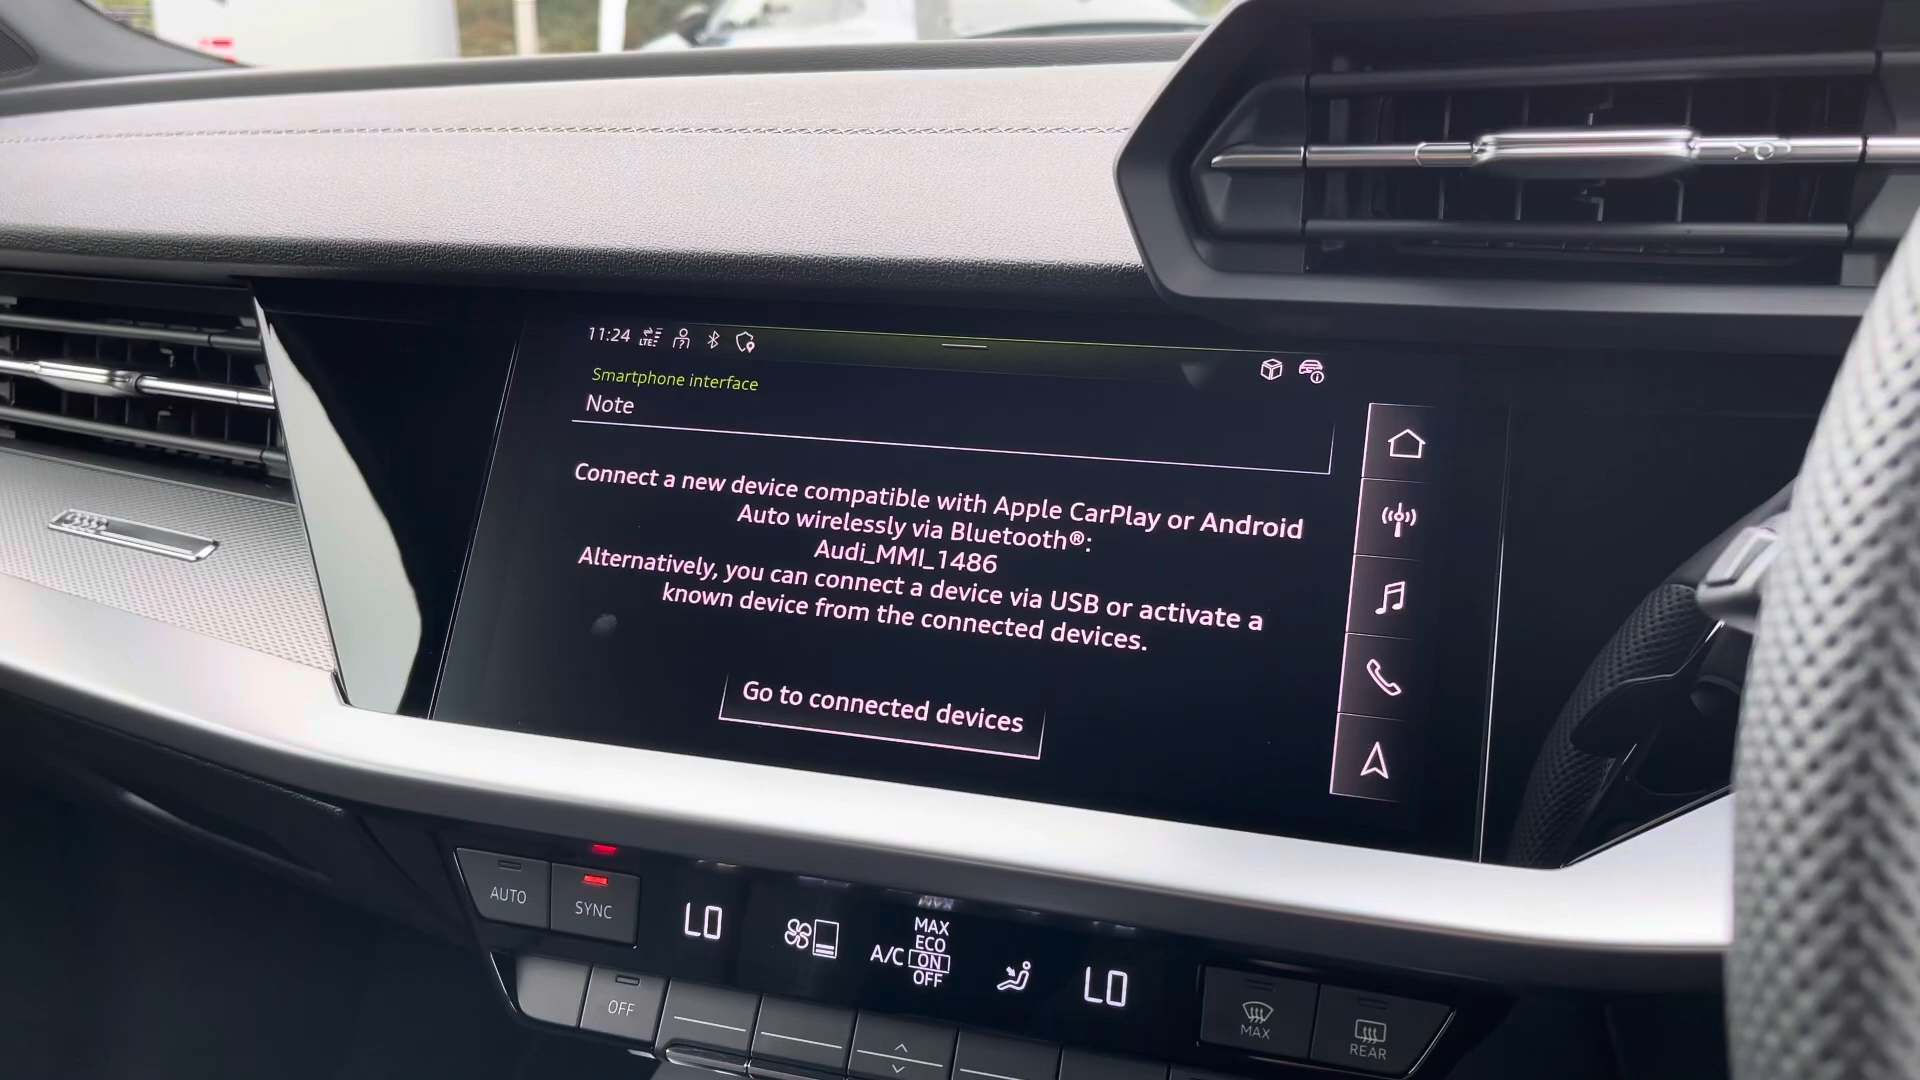 11:24 LTE
Smartphone interface
Note
Connect a new device compatible with Apple CarPlay or Android
Auto wirelessly via Bluetooth®:
Audi_MMI_1486
Alternatively, you can connect a device via USB or activate a
known device from the connected devices.
Go to connected devices
AUTO
SYNC
LO
A/C
MAX
ECO
ON
OFF
LO
OFF
MAX
REAR